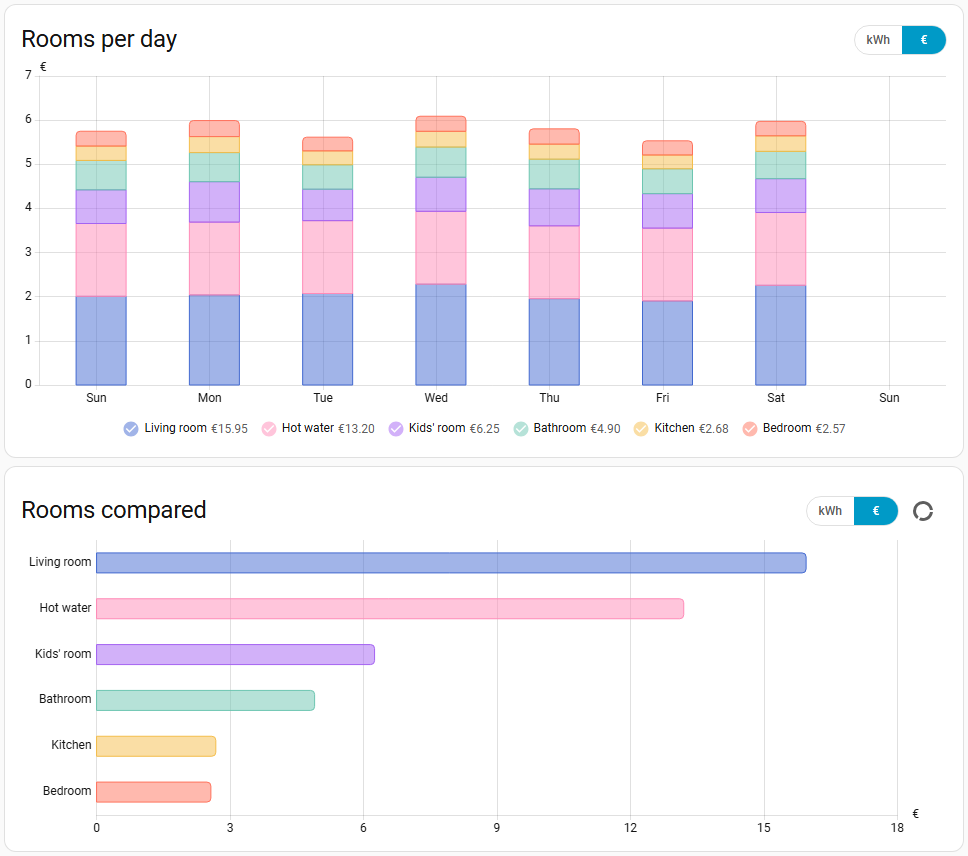 Rooms per day
kWh €
€
7
6
5
4
3
2
1
0
Sun Mon Tue Wed Thu Fri Sat Sun
Living room €15.95 Hot water €13.20 Kids' room €6.25 Bathroom €4.90 Kitchen €2.68 Bedroom €2.57
Rooms compared
kWh €
Living room
Hot water
Kids' room
Bathroom
Kitchen
Bedroom
€
0 3 6 9 12 15 18